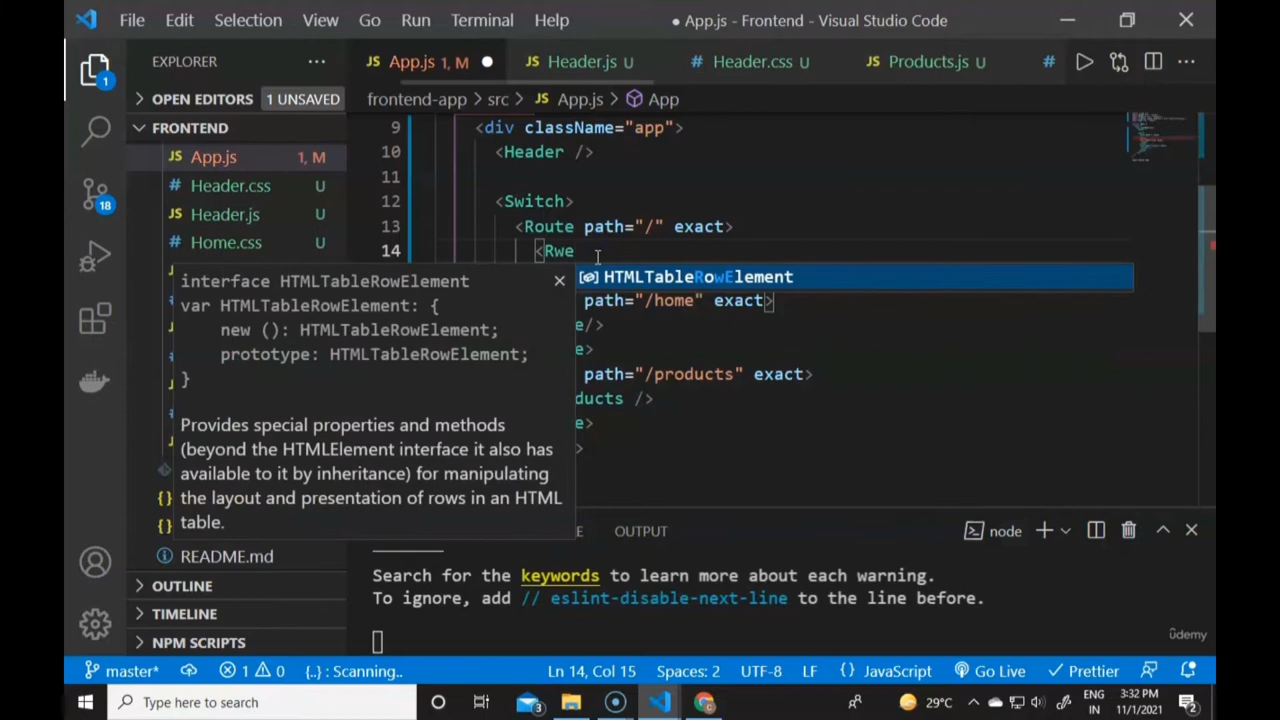 File Edit Selection View Go Run Terminal Help ● App.js - Frontend - Visual Studio Code
EXPLORER ···
JS App.js 1, M ● JS Header.js U # Header.css U JS Products.js U #
OPEN EDITORS 1 UNSAVED
frontend-app > src > JS App.js > App
FRONTEND
JS App.js 1, M
# Header.css U
JS Header.js U
# Home.css U
9 <div className="app">
10 <Header />
11
12 <Switch>
13 <Route path="/" exact>
14 <Rwe
HTMLTableRowElement
path="/home" exact>
e/>
e>
path="/products" exact>
ducts />
e>
>
interface HTMLTableRowElement
var HTMLTableRowElement: {
new (): HTMLTableRowElement;
prototype: HTMLTableRowElement;
}
Provides special properties and methods
(beyond the HTMLElement interface it also has
available to it by inheritance) for manipulating
the layout and presentation of rows in an HTML
table.
{}
{}
README.md
OUTLINE
TIMELINE
NPM SCRIPTS
E OUTPUT node
Search for the keywords to learn more about each warning.
To ignore, add // eslint-disable-next-line to the line before.
udemy
1
18
master* 1 0 {..} : Scanning.. Ln 14, Col 15 Spaces: 2 UTF-8 LF {} JavaScript Go Live Prettier
Type here to search
3
29°C
ENG
IN
3:32 PM
11/1/2021
2